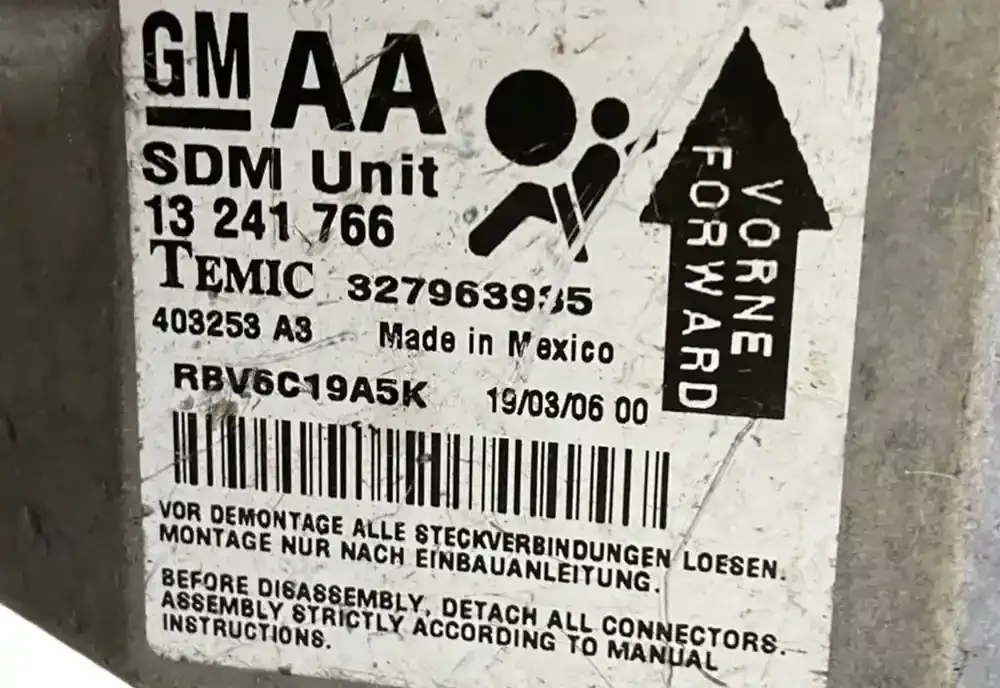 GM AA
SDM Unit
13 241 766
TEMIC 327963935
403253 A3 Made in Mexico
RBV6C19A5K 19/03/06 00
VORNE
FORWARD
VOR DEMONTAGE ALLE STECKVERBINDUNGEN LOESEN.
MONTAGE NUR NACH EINBAUANLEITUNG.
BEFORE DISASSEMBLY, DETACH ALL CONNECTORS.
ASSEMBLY STRICTLY ACCORDING TO MANUAL
INSTRUCTIONS.